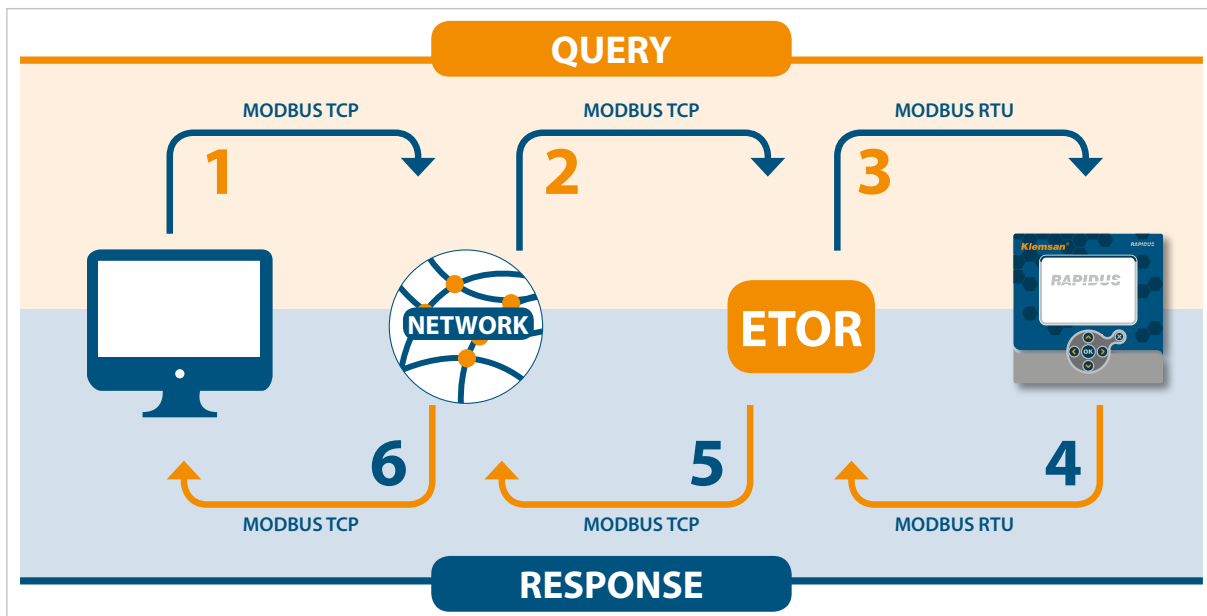 QUERY
MODBUS TCP
MODBUS TCP
MODBUS RTU
1
2
3
Klemsan®
RAPIDUS
RAPIDUS
NETWORK
ETOR
OK
6
5
4
MODBUS TCP
MODBUS TCP
MODBUS RTU
RESPONSE